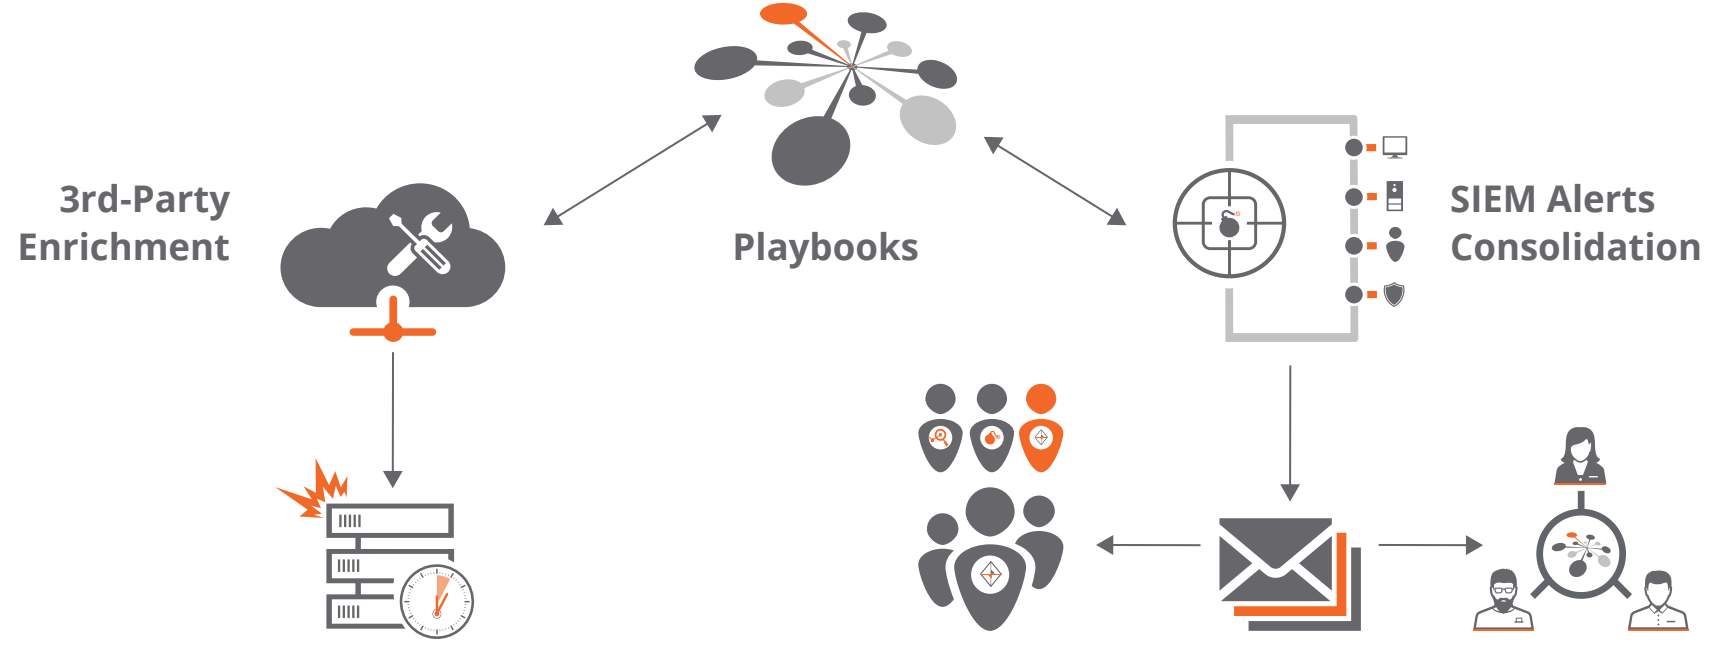 3rd-Party
Enrichment
Playbooks
SIEM Alerts
Consolidation